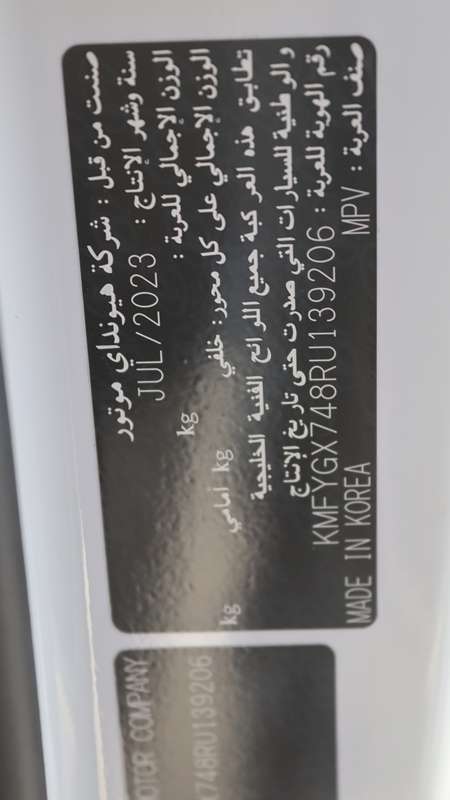 صنعت من قبل : شركة هيونداي موتور
سنة وشهر الإنتاج : JUL/2023
الوزن الإجمالي للعربة : kg
الوزن الإجمالي على كل محور: خلفي kg أمامي kg
تطابق هذه المركبة جميع اللوائح الفنية الخليجية
و الوطنية للسيارات التي صدرت حتى تاريخ الإنتاج
رقم الهوية للعربة : KMFYGX748RU139206
صنف العربة : MPV MADE IN KOREA
OTOR COMPANY
X748RU139206